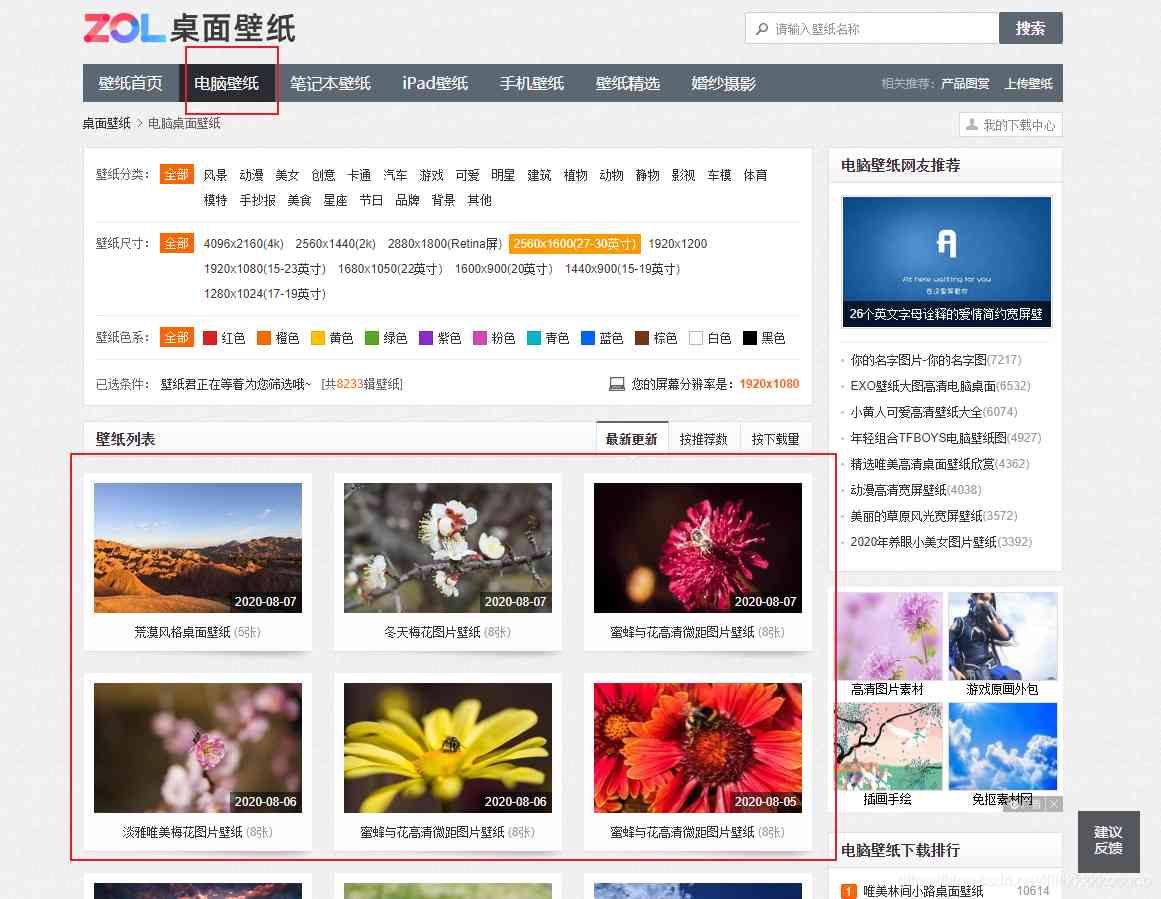 ZOL桌面壁纸
请输入壁纸名称 搜索
壁纸首页 电脑壁纸 笔记本壁纸 iPad壁纸 手机壁纸 壁纸精选 婚纱摄影 相关推荐: 产品图赏 上传壁纸
桌面壁纸 > 电脑桌面壁纸
我的下载中心
壁纸分类: 全部 风景 动漫 美女 创意 卡通 汽车 游戏 可爱 明星 建筑 植物 动物 静物 影视 车模 体育
模特 手抄报 美食 星座 节日 品牌 背景 其他
壁纸尺寸: 全部 4096x2160(4k) 2560x1440(2k) 2880x1800(Retina屏) 2560x1600(27-30英寸) 1920x1200
1920x1080(15-23英寸) 1680x1050(22英寸) 1600x900(20英寸) 1440x900(15-19英寸)
1280x1024(17-19英寸)
壁纸色系: 全部 红色 橙色 黄色 绿色 紫色 粉色 青色 蓝色 棕色 白色 黑色
已选条件: 壁纸君正在等着为您筛选哦~ [共8233辑壁纸] 您的屏幕分辨率是: 1920x1080
壁纸列表 最新更新 按推荐数 按下载量
2020-08-07 2020-08-07 2020-08-07
荒漠风格桌面壁纸 (5张) 冬天梅花图片壁纸 (8张) 蜜蜂与花高清微距图片壁纸 (8张)
2020-08-06 2020-08-06 2020-08-05
淡雅唯美梅花图片壁纸 (8张) 蜜蜂与花高清微距图片壁纸 (8张) 蜜蜂与花高清微距图片壁纸 (8张)
电脑壁纸网友推荐
A
At here waiting for you
在这里等着你
26个英文字母诠释的爱情简约宽屏壁
你的名字图片-你的名字图(7217)
EXO壁纸大图高清电脑桌面(6532)
小黄人可爱高清壁纸大全(6074)
年轻组合TFBOYS电脑壁纸图(4927)
精选唯美高清桌面壁纸欣赏(4362)
动漫高清宽屏壁纸(4038)
美丽的草原风光宽屏壁纸(3572)
2020年养眼小美女图片壁纸(3392)
高清图片素材 游戏原画外包
插画手绘 免抠素材网
电脑壁纸下载排行
1 唯美林间小路桌面壁纸 10614
建议
反馈